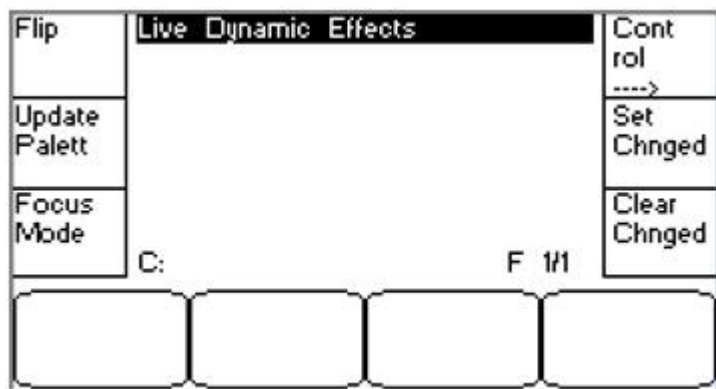 Flip
Live Dynamic Effects
Cont
rol
---->
Update
Palett
Set
Chnged
Focus
Mode
Clear
Chnged
C:
F 1/1